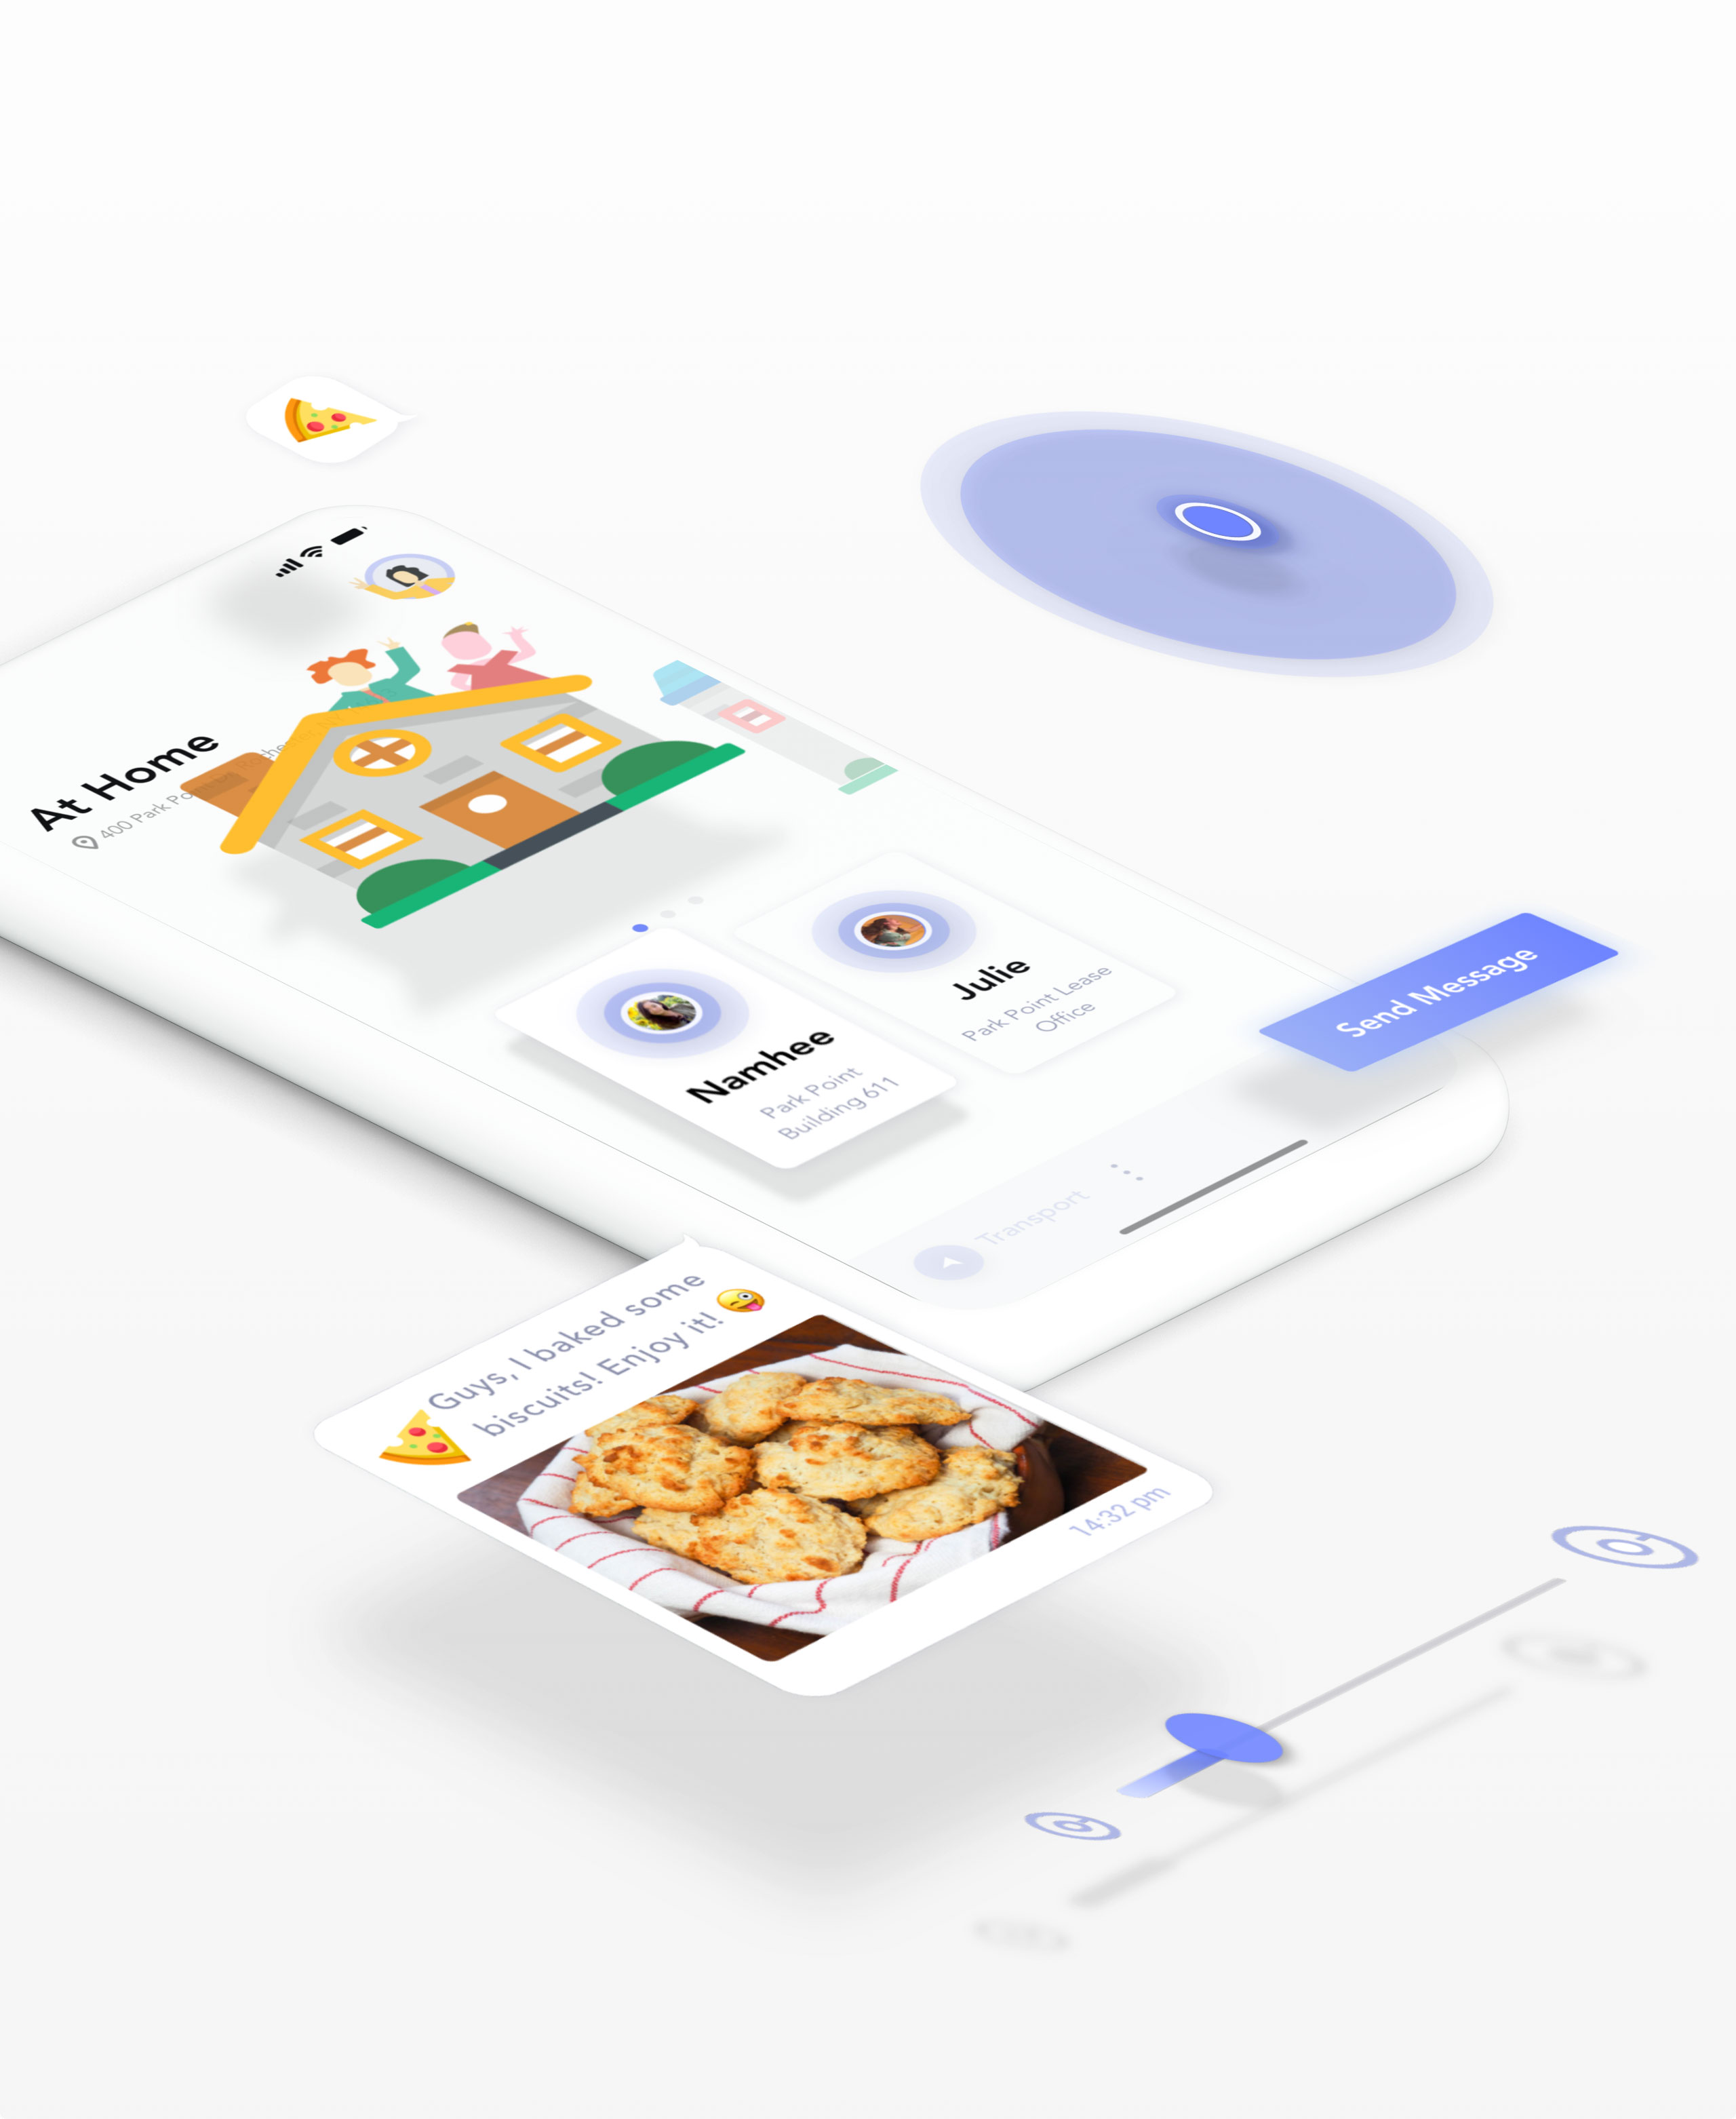 At Home
400 Park Po
Namhee
Park Point
Building 611
Julie
Park Point Lease
Office
Send Message
Transport
Guys, I baked some
biscuits! Enjoy it! 😜
14:32 pm